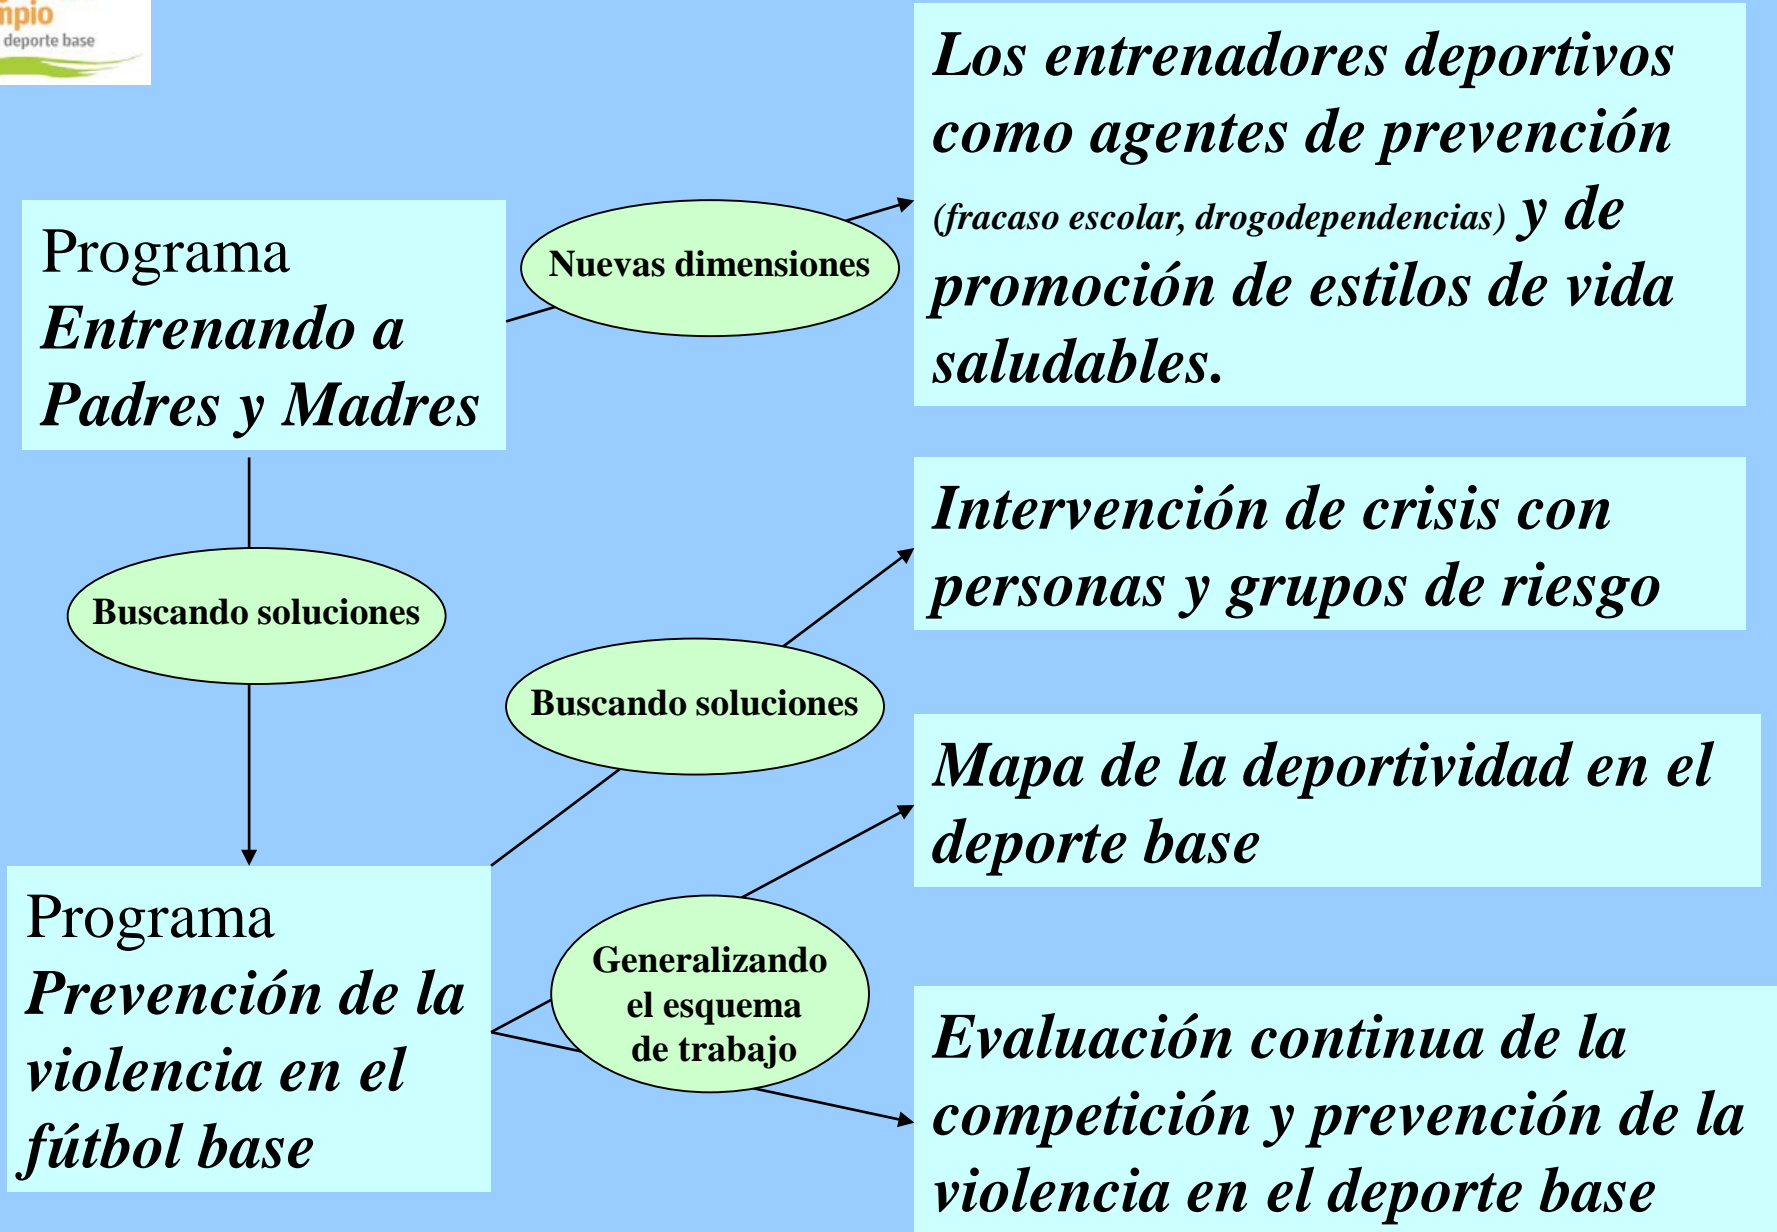 deporte base
Los entrenadores deportivos
como agentes de prevención
(fracaso escolar, drogodependencias) y de
promoción de estilos de vida
saludables.
Programa
Entrenando a
Padres y Madres
Nuevas dimensiones
Intervención de crisis con
personas y grupos de riesgo
Buscando soluciones
Buscando soluciones
Mapa de la deportividad en el
deporte base
Programa
Prevención de la
violencia en el
fútbol base
Generalizando
el esquema
de trabajo
Evaluación continua de la
competición y prevención de la
violencia en el deporte base